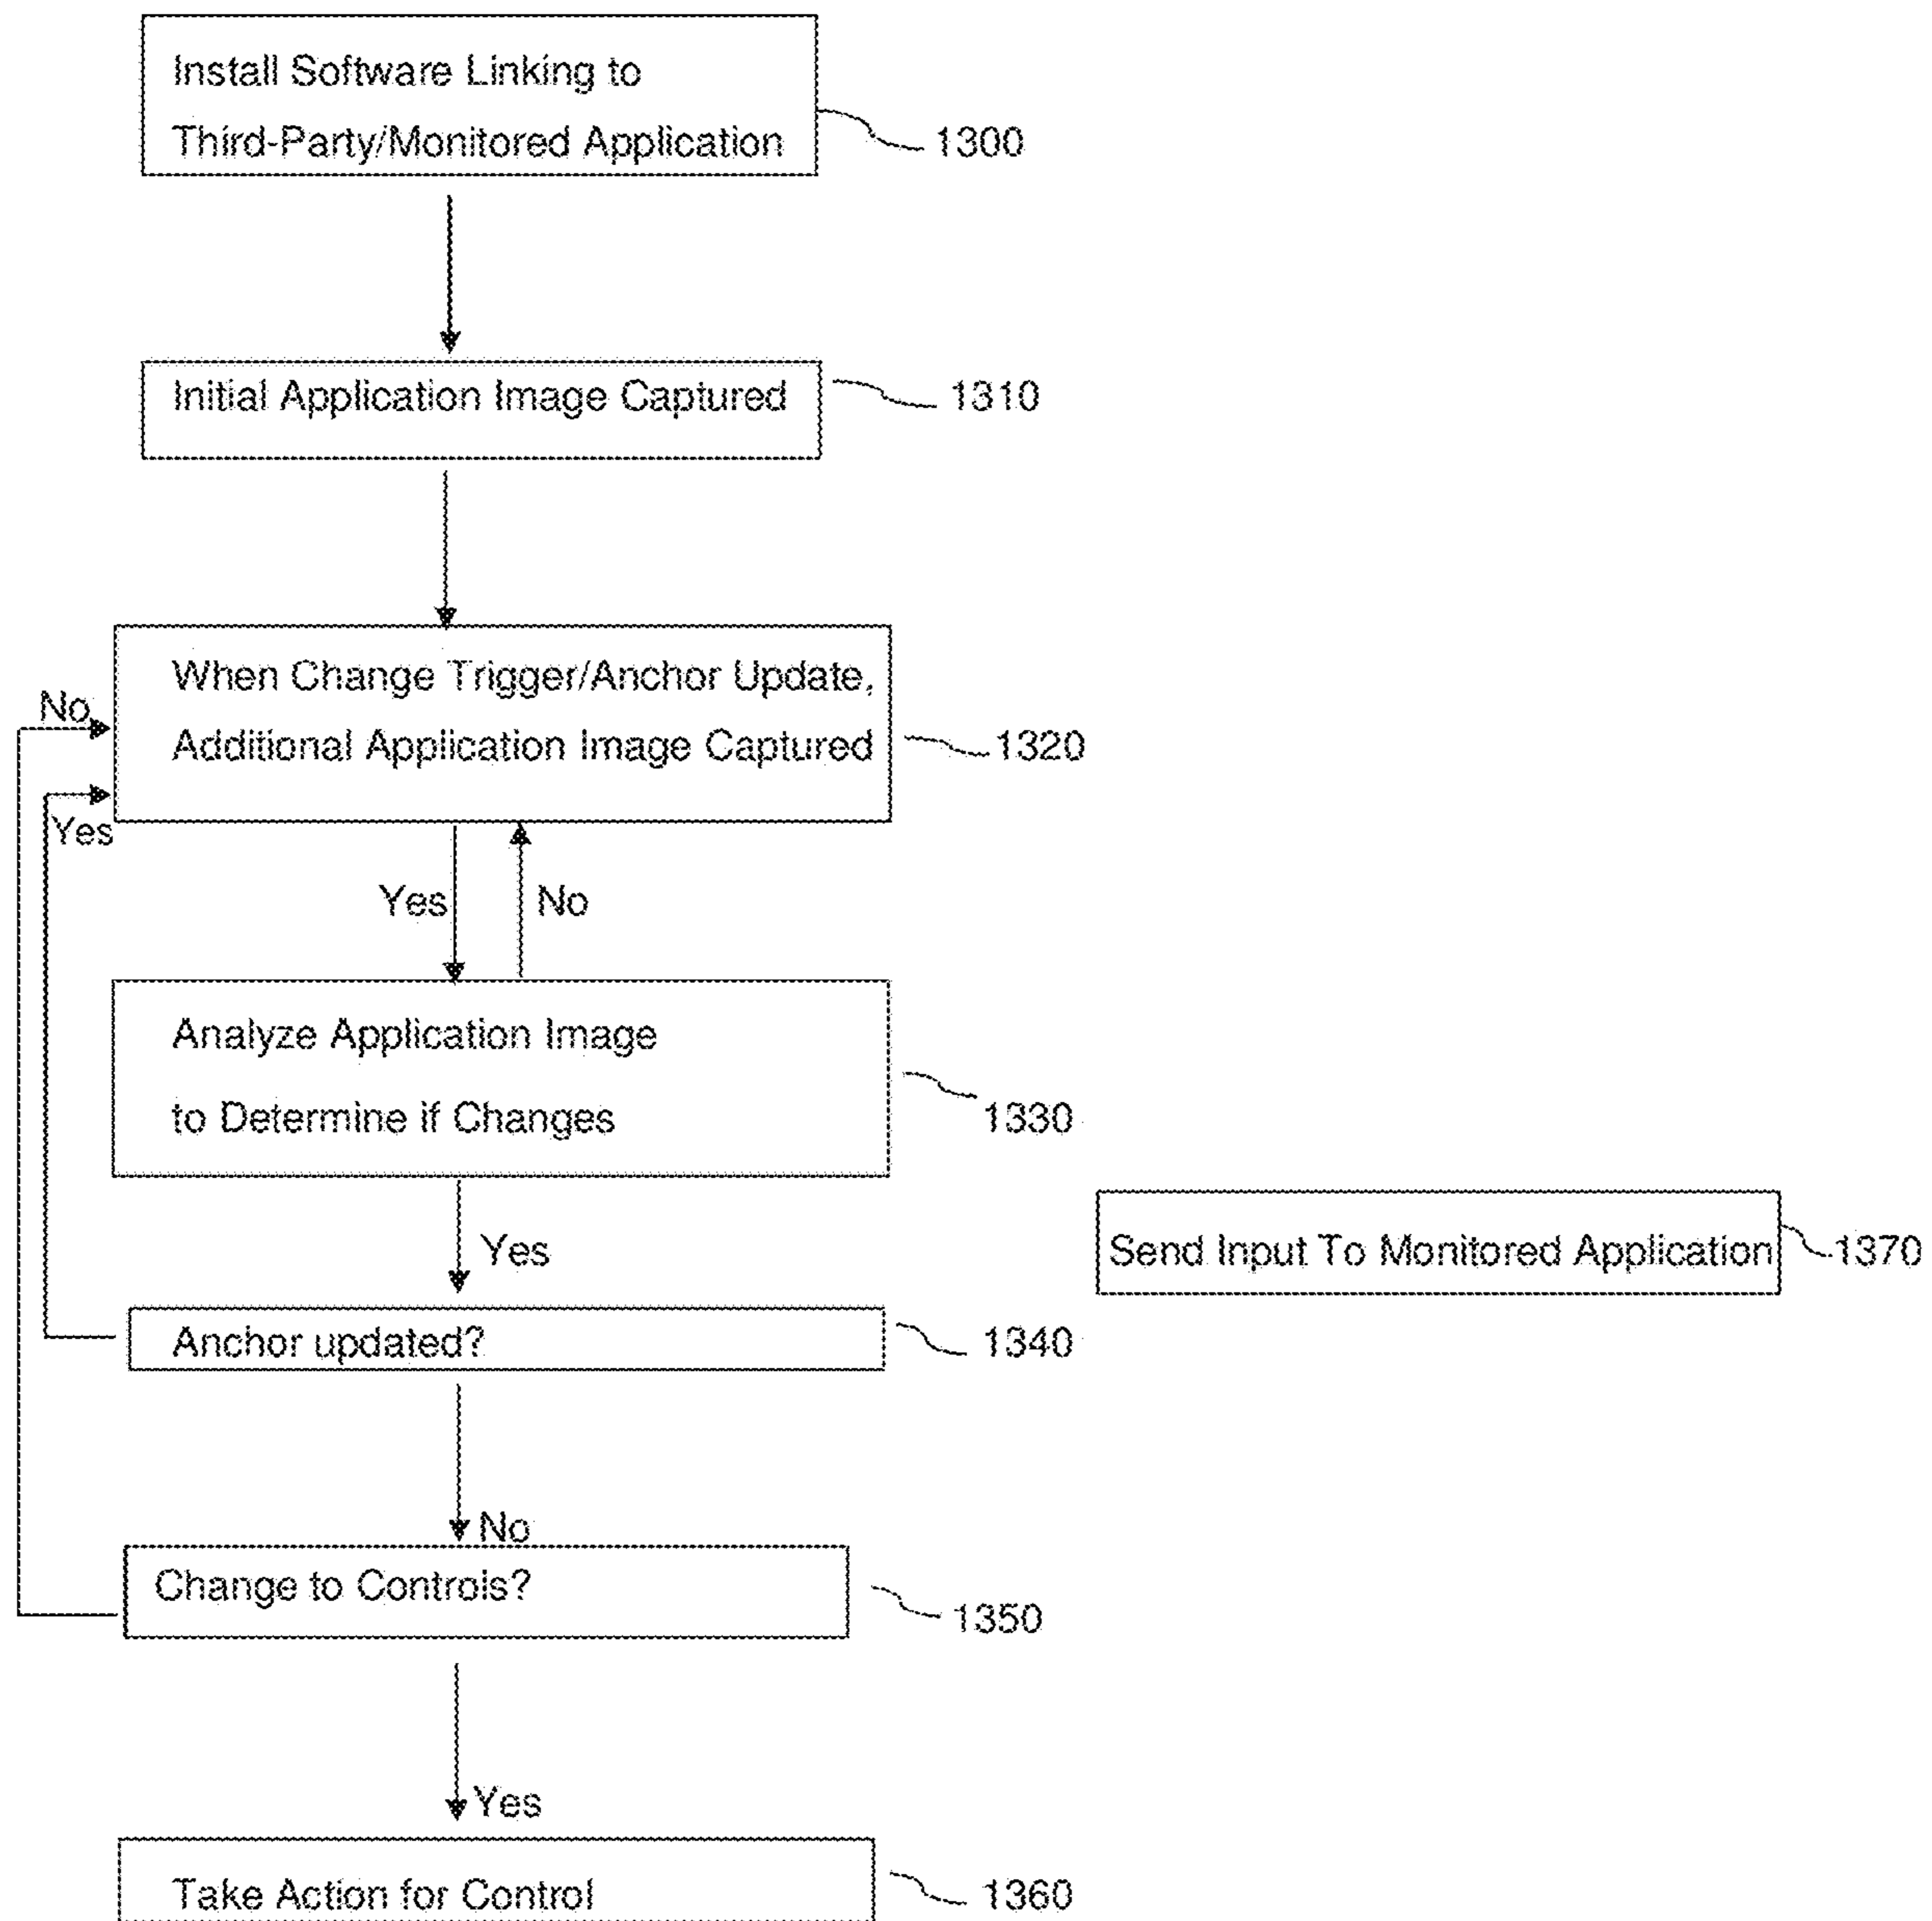 Install Software Linking to
Third-Party/Monitored Application
1300
Initial Application Image Captured
1310
When Change Trigger/Anchor Update,
Additional Application Image Captured
1320
No
Yes
Yes
No
Analyze Application Image
to Determine if Changes
1330
Yes
Send Input To Monitored Application
1370
Anchor updated?
1340
No
Change to Controls?
1350
Yes
Take Action for Control
1360